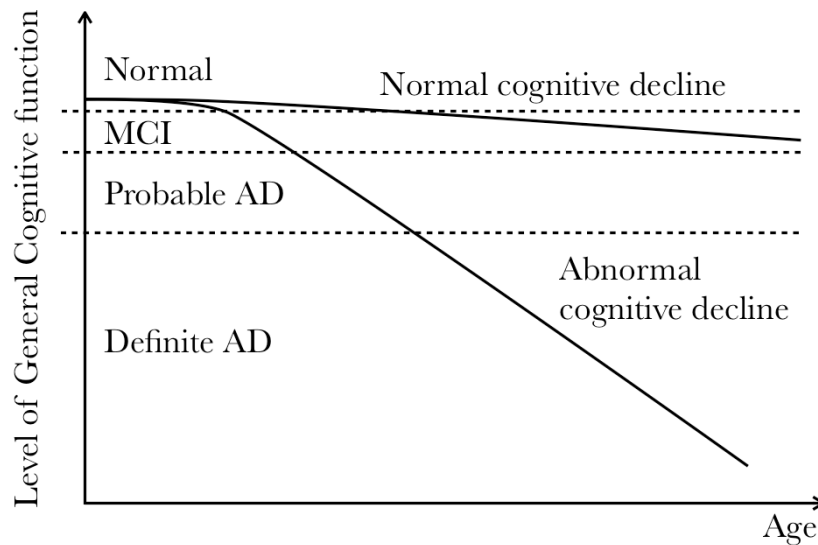 Level of General Cognitive function
Normal
Normal cognitive decline
MCI
Probable AD
Abnormal
cognitive decline
Definite AD
Age